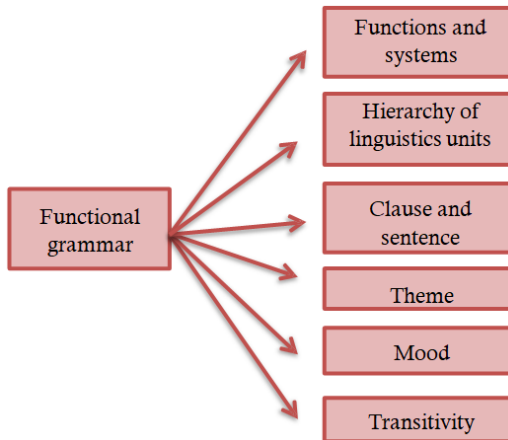 Functions and
systems
Hierarchy of
linguistics units
Functional
grammar
Clause and
sentence
Theme
Mood
Transitivity